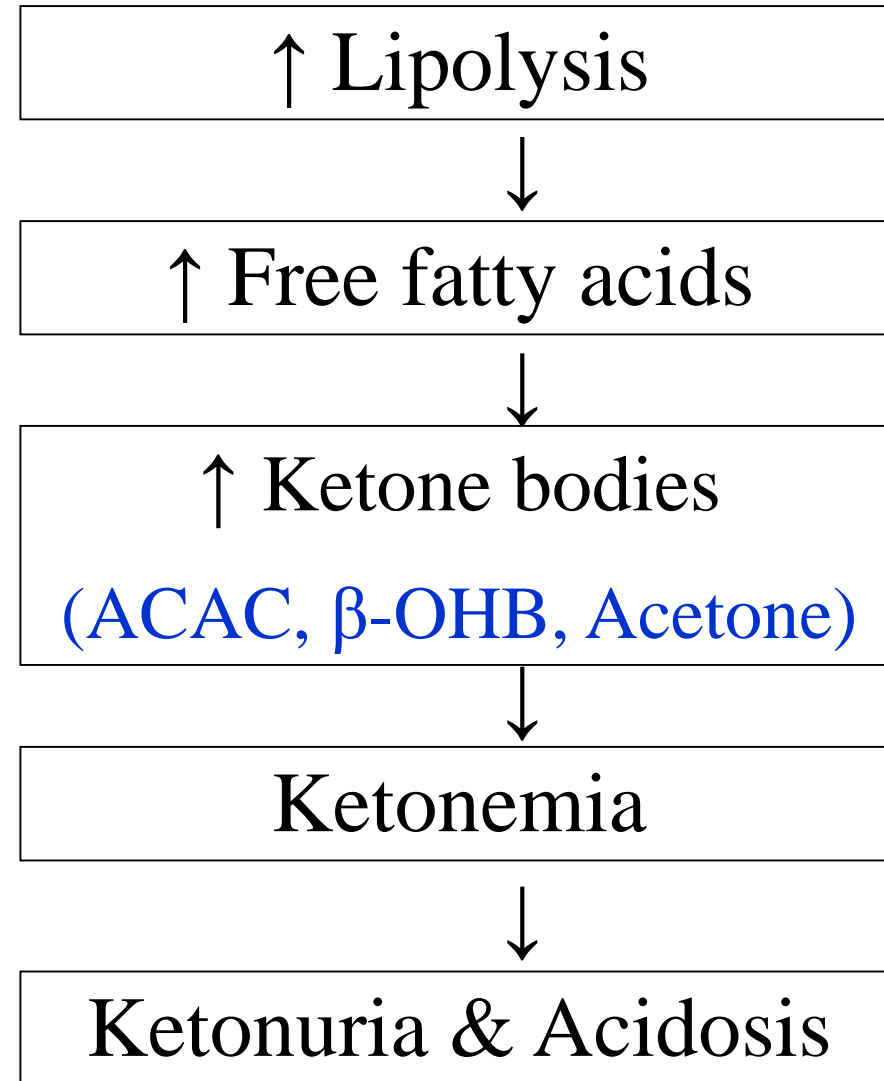 ↑ Lipolysis
↓
↑ Free fatty acids
↓
↑ Ketone bodies
(ACAC, β-OHB, Acetone)
↓
Ketonemia
↓
Ketonuria & Acidosis